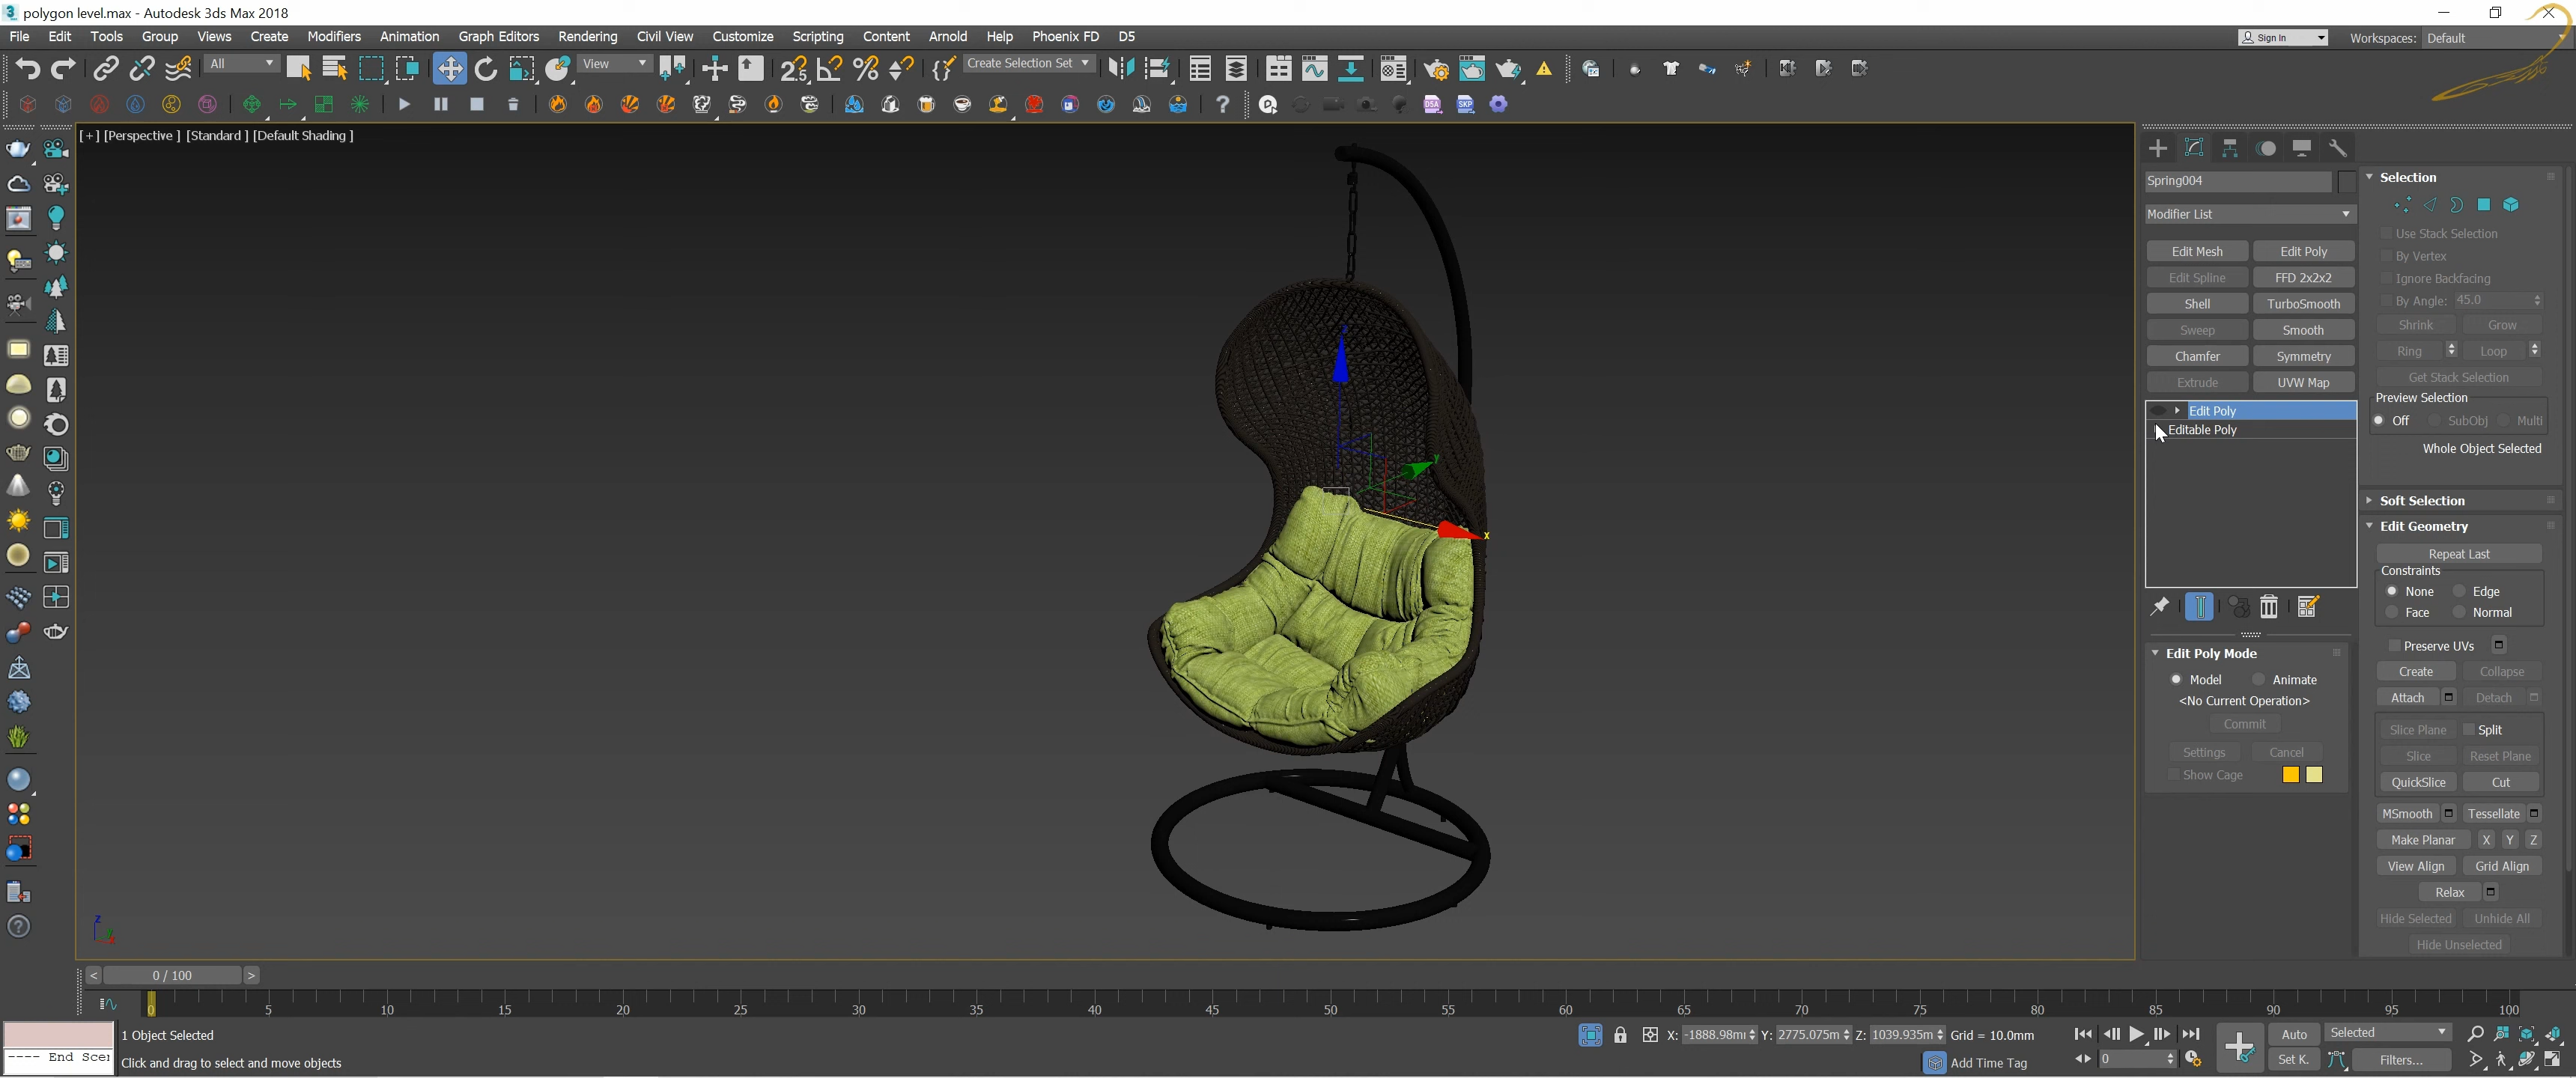 3 polygon level.max - Autodesk 3ds Max 2018
File Edit Tools Group Views Create Modifiers Animation Graph Editors Rendering Civil View Customize Scripting Content Arnold Help Phoenix FD D5
Sign In Workspaces: Default
All View Create Selection Set
DSA SKP
[+] [Perspective ] [Standard ] [Default Shading ]
Spring004
Modifier List
Edit Mesh Edit Poly
Edit Spline FFD 2x2x2
Shell TurboSmooth
Sweep Smooth
Chamfer Symmetry
Extrude UVW Map
Edit Poly
Editable Poly
Edit Poly Mode
Model Animate
<No Current Operation>
Commit
Settings Cancel
Show Cage
Selection
Use Stack Selection
By Vertex
Ignore Backfacing
By Angle: 45.0
Shrink Grow
Ring Loop
Get Stack Selection
Preview Selection
Off SubObj Multi
Whole Object Selected
Soft Selection
Edit Geometry
Repeat Last
Constraints
None Edge
Face Normal
Preserve UVs
Create Collapse
Attach Detach
Slice Plane Split
Slice Reset Plane
QuickSlice Cut
MSmooth Tessellate
Make Planar X Y Z
View Align Grid Align
Relax
Hide Selected Unhide All
Hide Unselected
Y
x
z
< 0 / 100 >
0 5 10 15 20 25 30 35 40 45 50 55 60 65 70 75 80 85 90 95 100
1 Object Selected X: -1888.98m Y: 2775.075m Z: 1039.935m Grid = 10.0mm Auto Selected
---- End Scer Click and drag to select and move objects Add Time Tag 0 Set K. Filters...